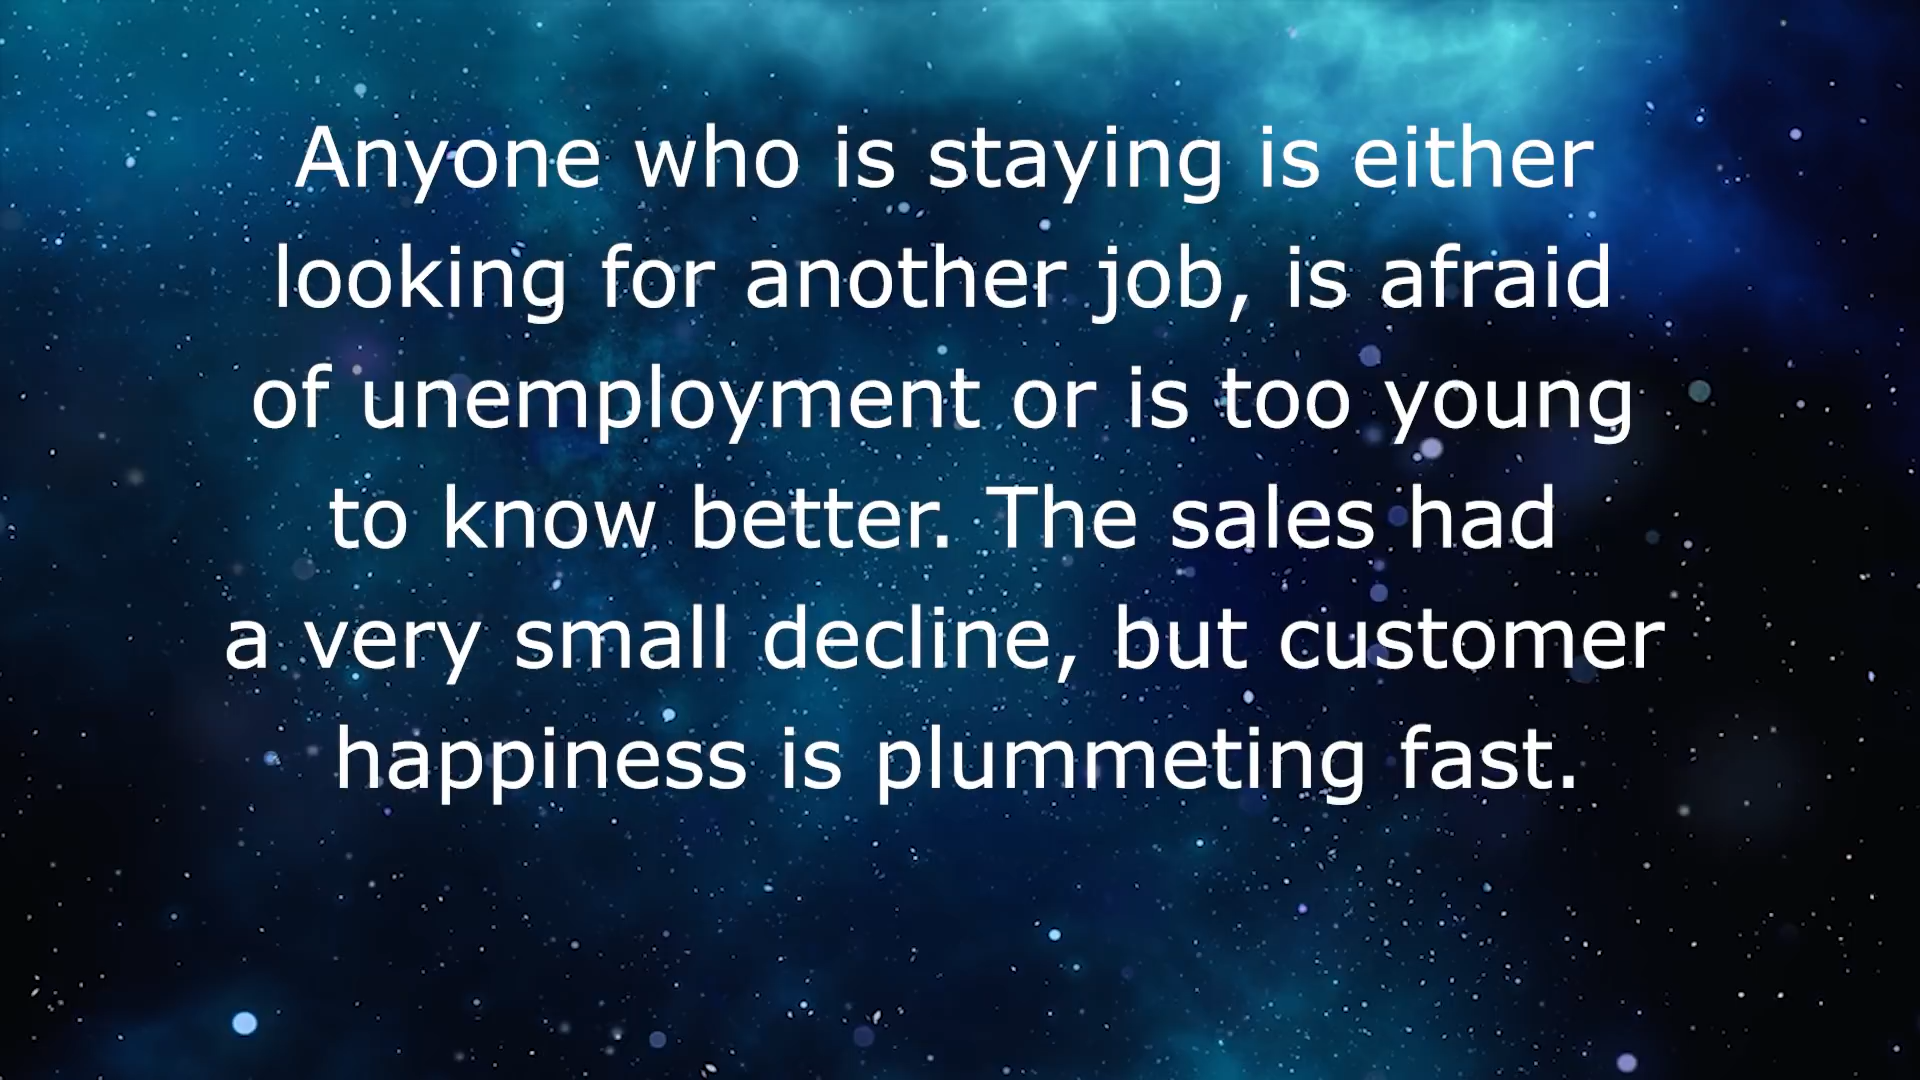 Anyone who is staying is either
looking for another job, is afraid
of unemployment or is too young
to know better. The sales had
a very small decline, but customer
happiness is plummeting fast.